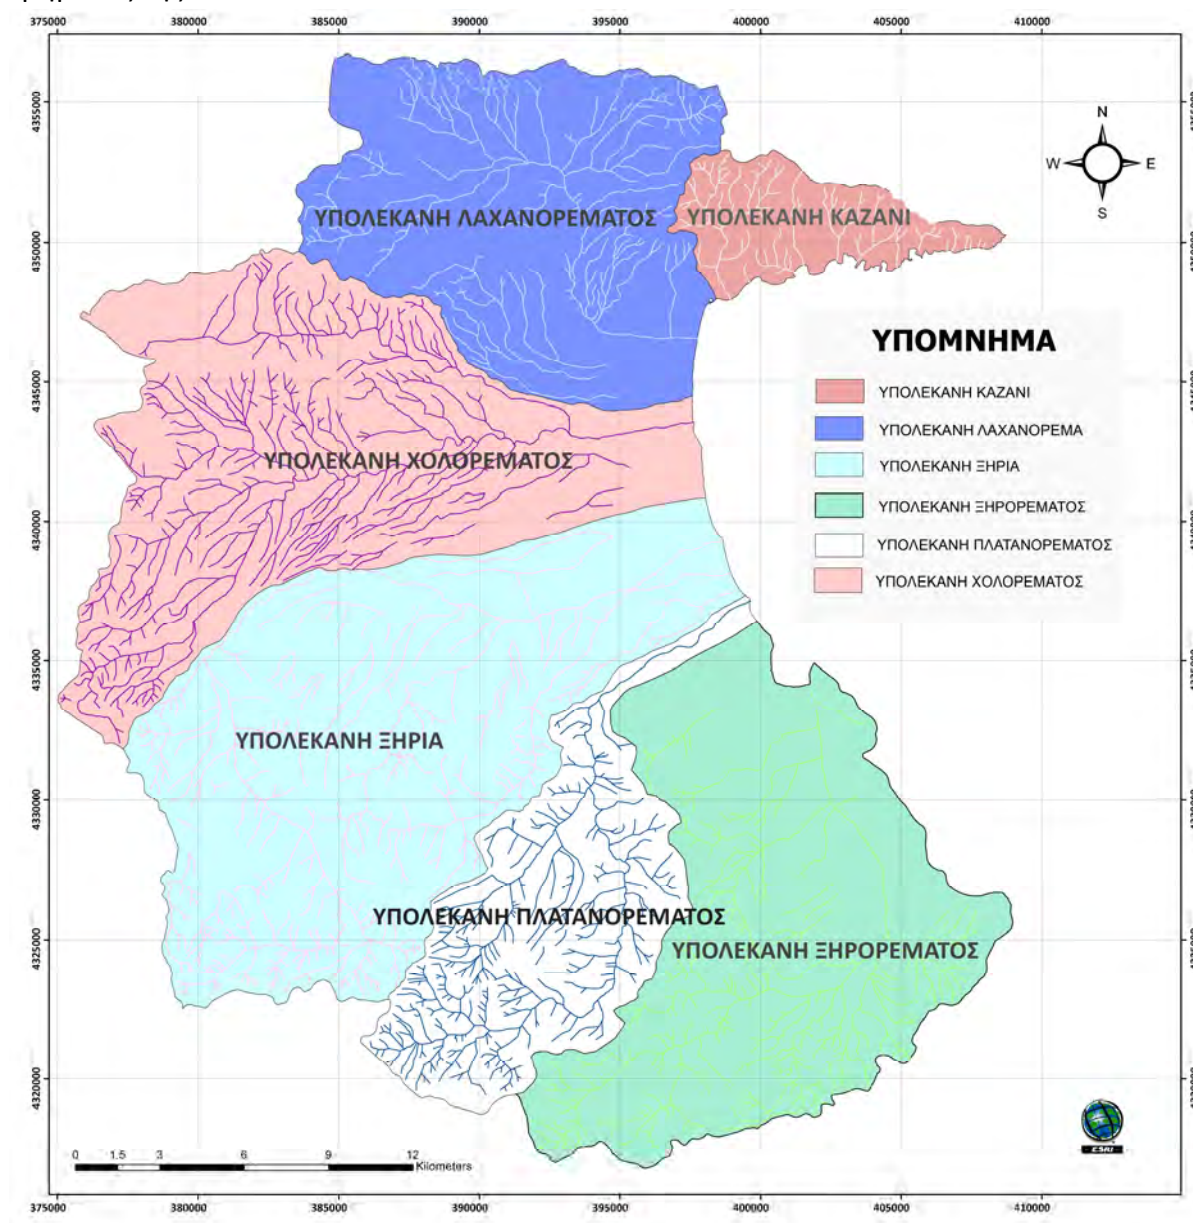 375000 380000 385000 390000 395000 400000 405000 410000
4355000
N
W E
S
ΥΠΟΛΕΚΑΝΗ ΛΑΧΑΝΟΡΕΜΑΤΟΣ ΥΠΟΛΕΚΑΝΗ ΚΑΖΑΝΙ
4350000
ΥΠΟΜΝΗΜΑ
4345000
ΥΠΟΛΕΚΑΝΗ ΚΑΖΑΝΙ
ΥΠΟΛΕΚΑΝΗ ΛΑΧΑΝΟΡΕΜΑ
ΥΠΟΛΕΚΑΝΗ ΞΗΡΙΑ
ΥΠΟΛΕΚΑΝΗ ΞΗΡΟΡΕΜΑΤΟΣ
ΥΠΟΛΕΚΑΝΗ ΠΛΑΤΑΝΟΡΕΜΑΤΟΣ
ΥΠΟΛΕΚΑΝΗ ΧΟΛΟΡΕΜΑΤΟΣ
ΥΠΟΛΕΚΑΝΗ ΧΟΛΟΡΕΜΑΤΟΣ
4340000
4335000
ΥΠΟΛΕΚΑΝΗ ΞΗΡΙΑ
4330000
ΥΠΟΛΕΚΑΝΗ ΠΛΑΤΑΝΟΡΕΜΑΤΟΣ
4325000
ΥΠΟΛΕΚΑΝΗ ΞΗΡΟΡΕΜΑΤΟΣ
4320000
ESRI
0 1.5 3 6 9 12
Kilometers
375000 380000 385000 390000 395000 400000 405000 410000